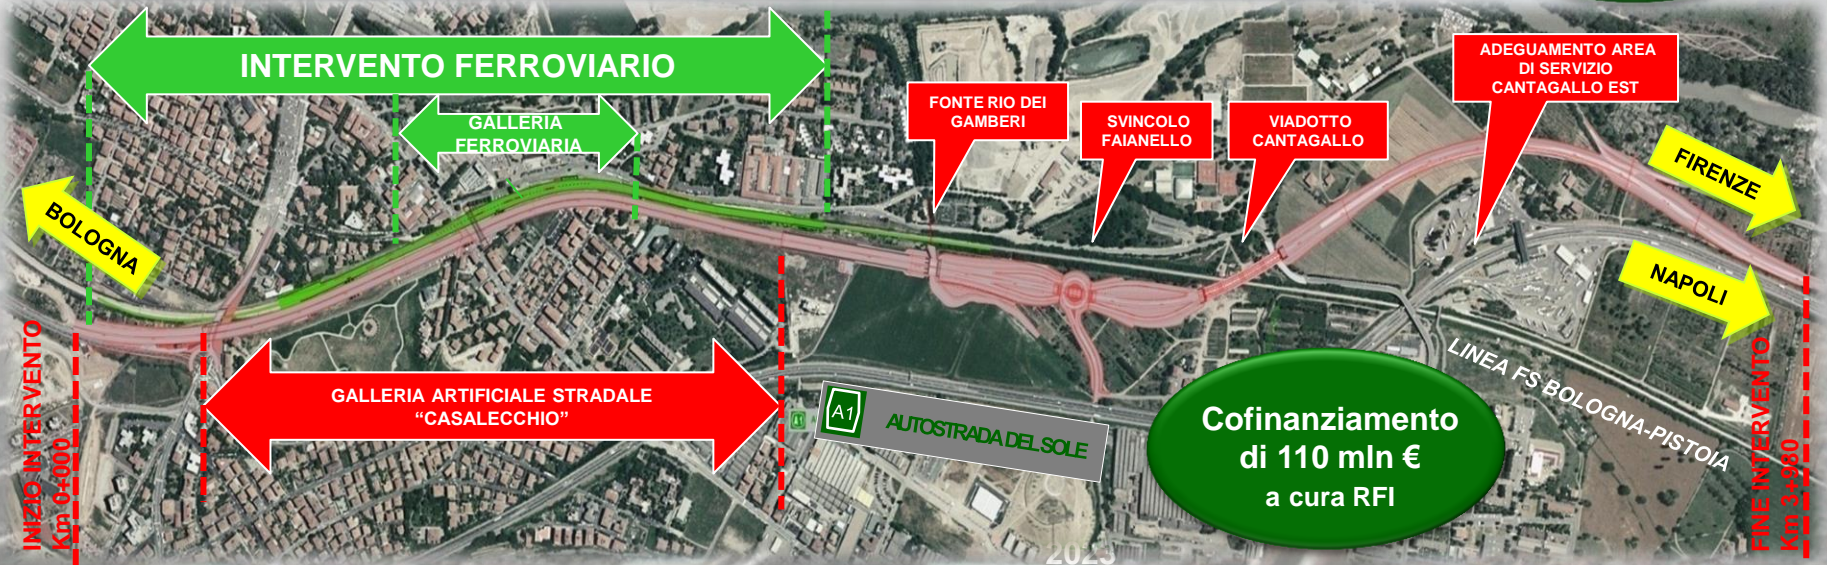 INTERVENTO FERROVIARIO
GALLERIA
FERROVIARIA
BOLOGNA
FONTE RIO DEI
GAMBERI
SVINCOLO
FAIANELLO
VIADOTTO
CANTAGALLO
ADEGUAMENTO AREA
DI SERVIZIO
CANTAGALLO EST
FIRENZE
NAPOLI
LINEA FS BOLOGNA-PISTOIA
INIZIO INTERVENTO
Km 0+000
GALLERIA ARTIFICIALE STRADALE
“CASALECCHIO”
A1
AUTOSTRADA DEL SOLE
Cofinanziamento
di 110 mln €
a cura RFI
FINE INTERVENTO
Km 3+980
2023